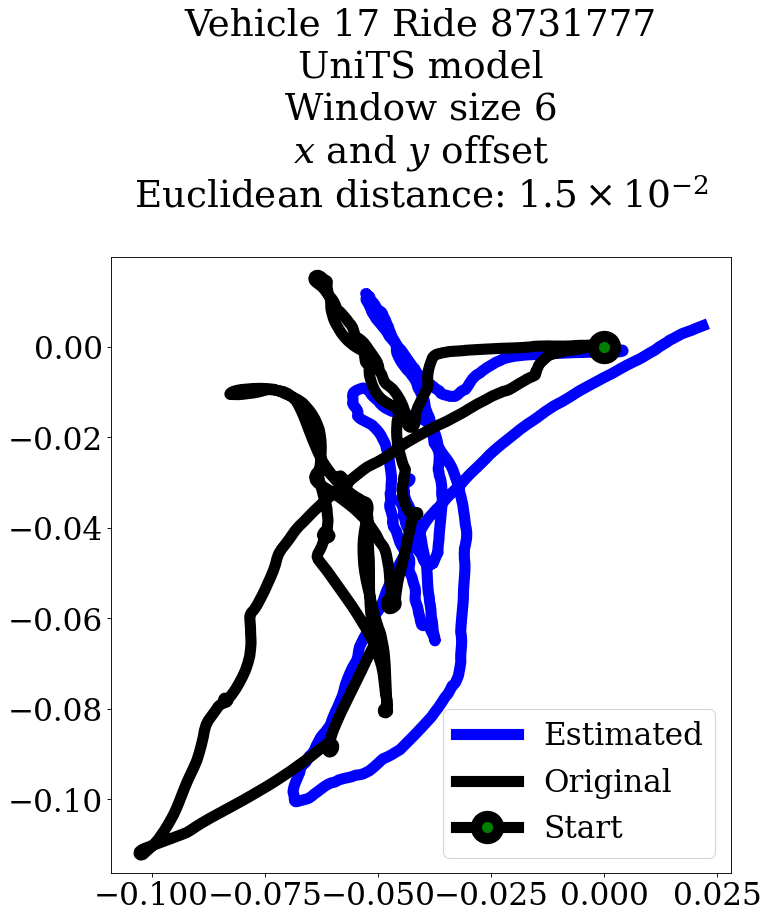 Vehicle 17 Ride 8731777
UniTS model
Window size 6
x and y offset
Euclidean distance: 1.5 × 10⁻²
0.00
−0.02
−0.04
−0.06
−0.08
−0.10
Estimated
Original
Start
−0.100 −0.075 −0.050 −0.025 0.000 0.025